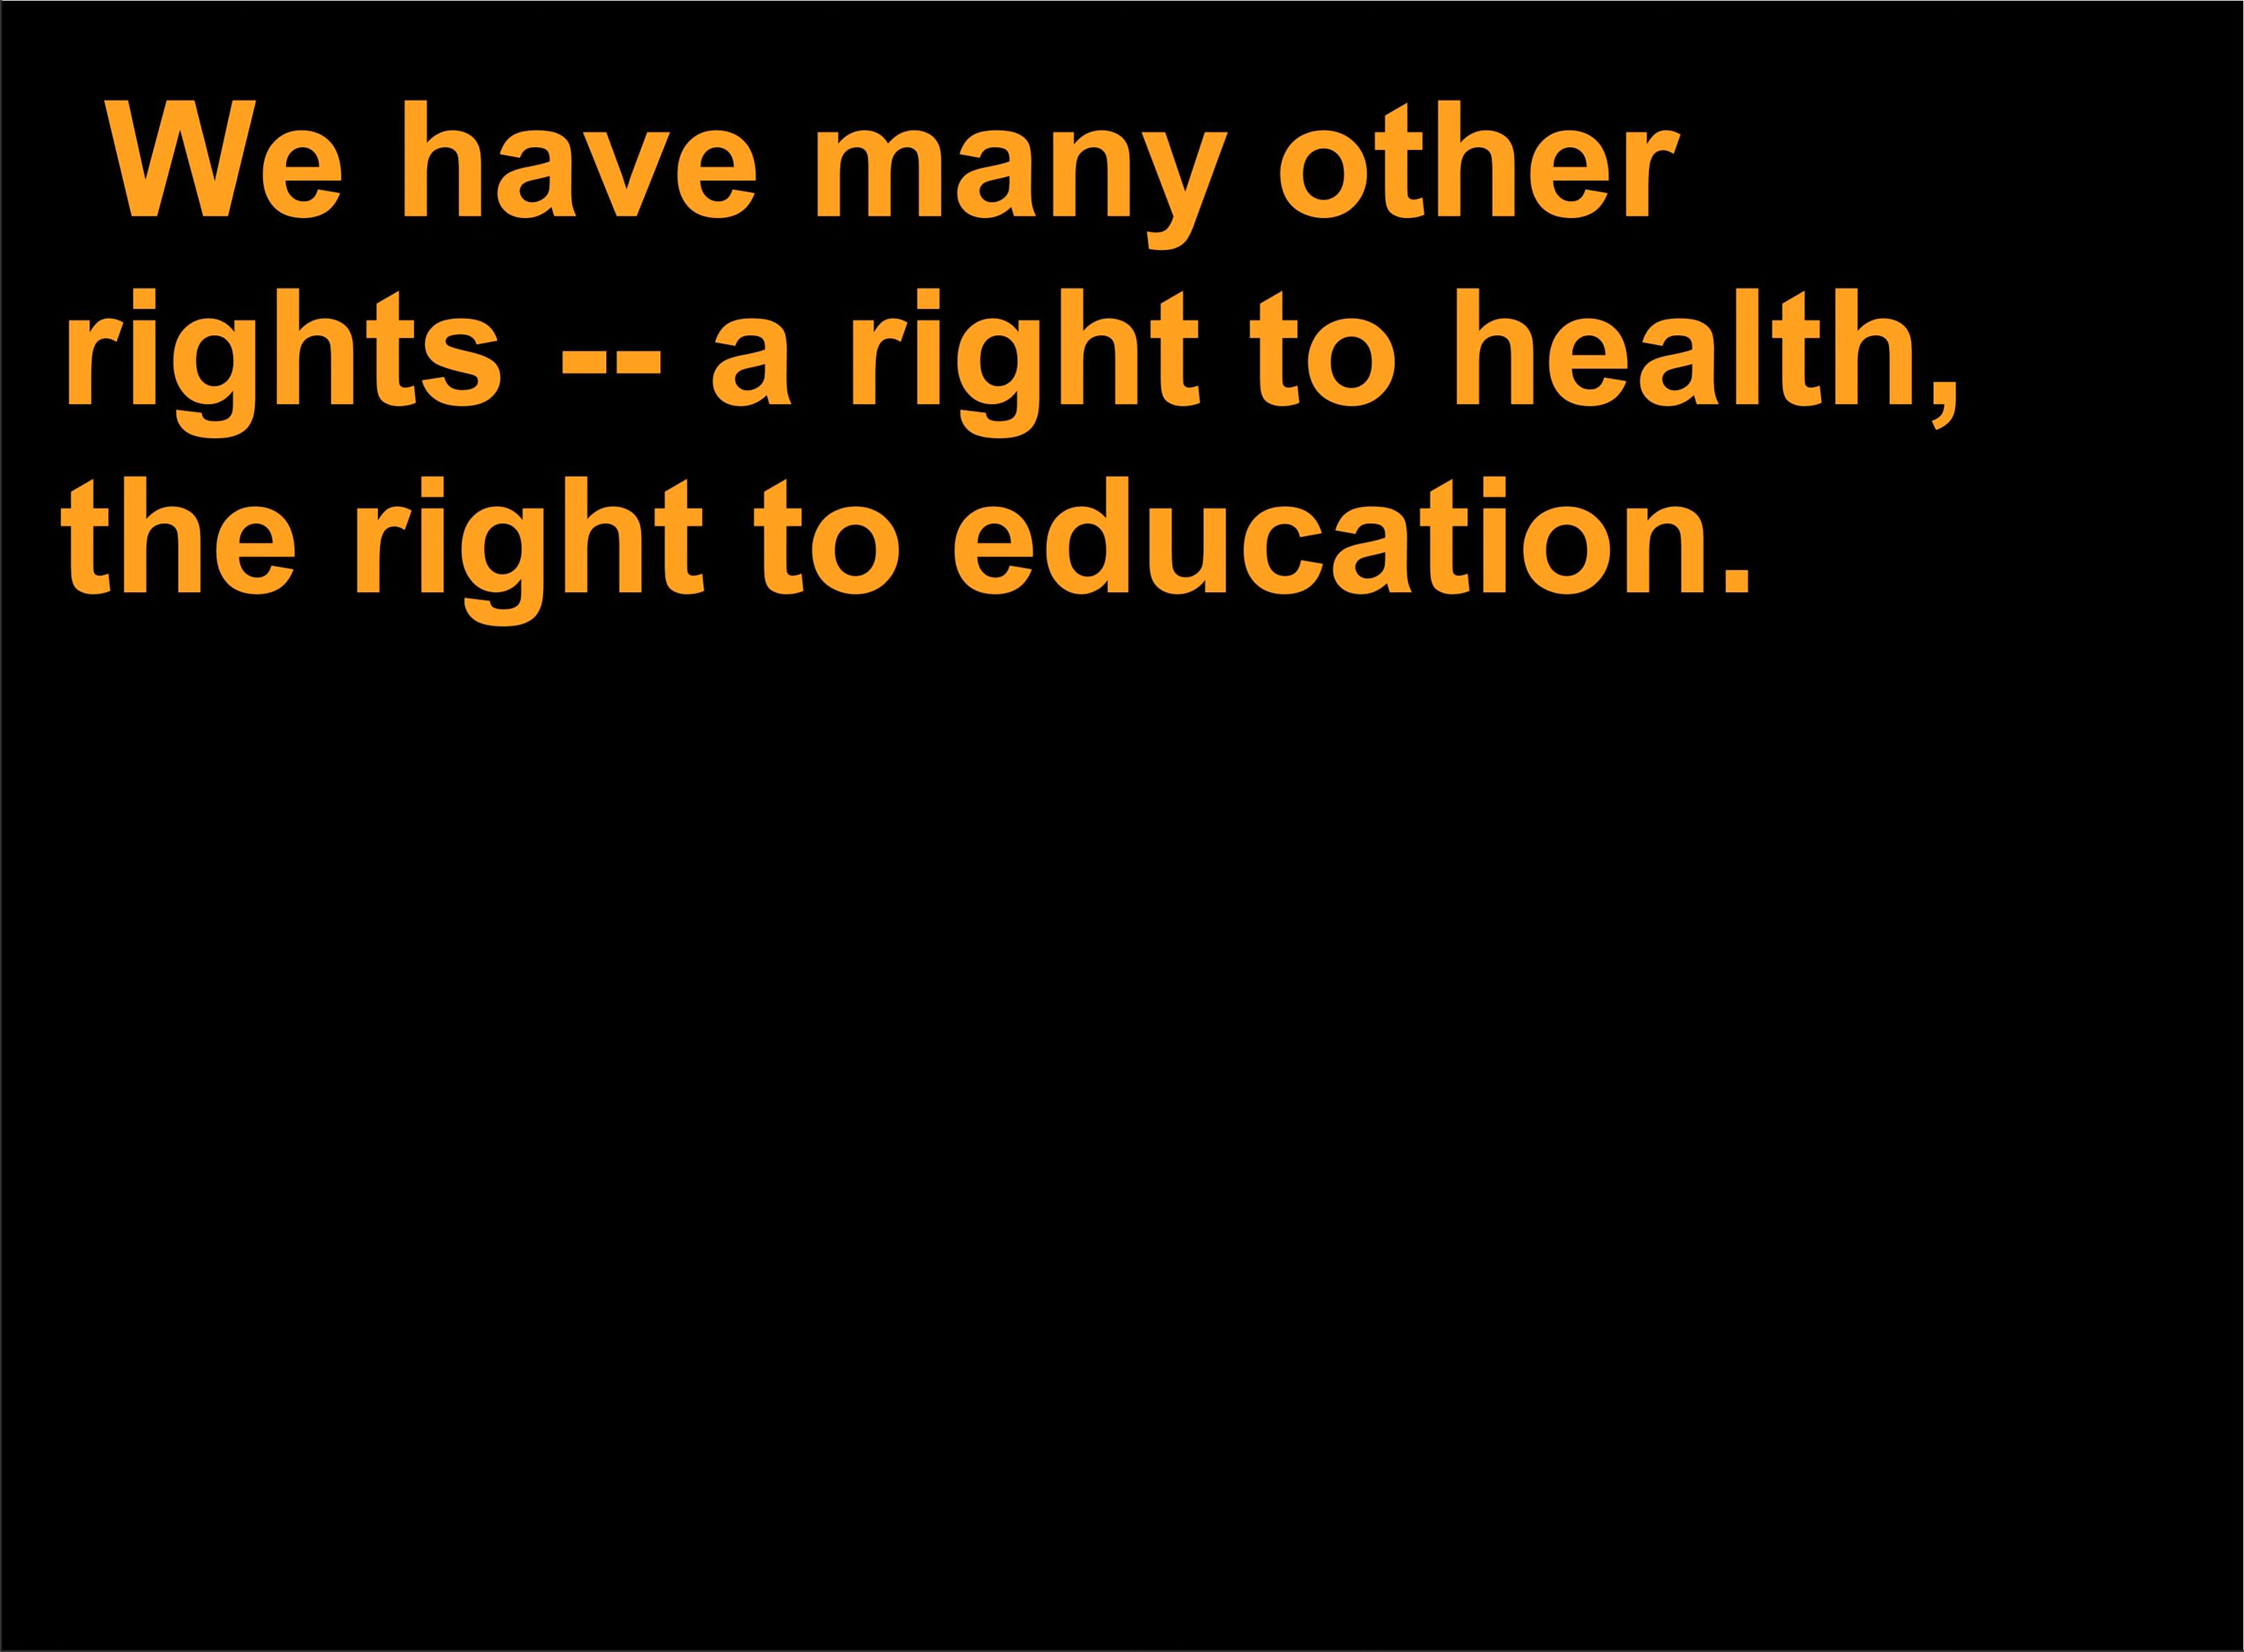 We have many other
rights -- a right to health,
the right to education.